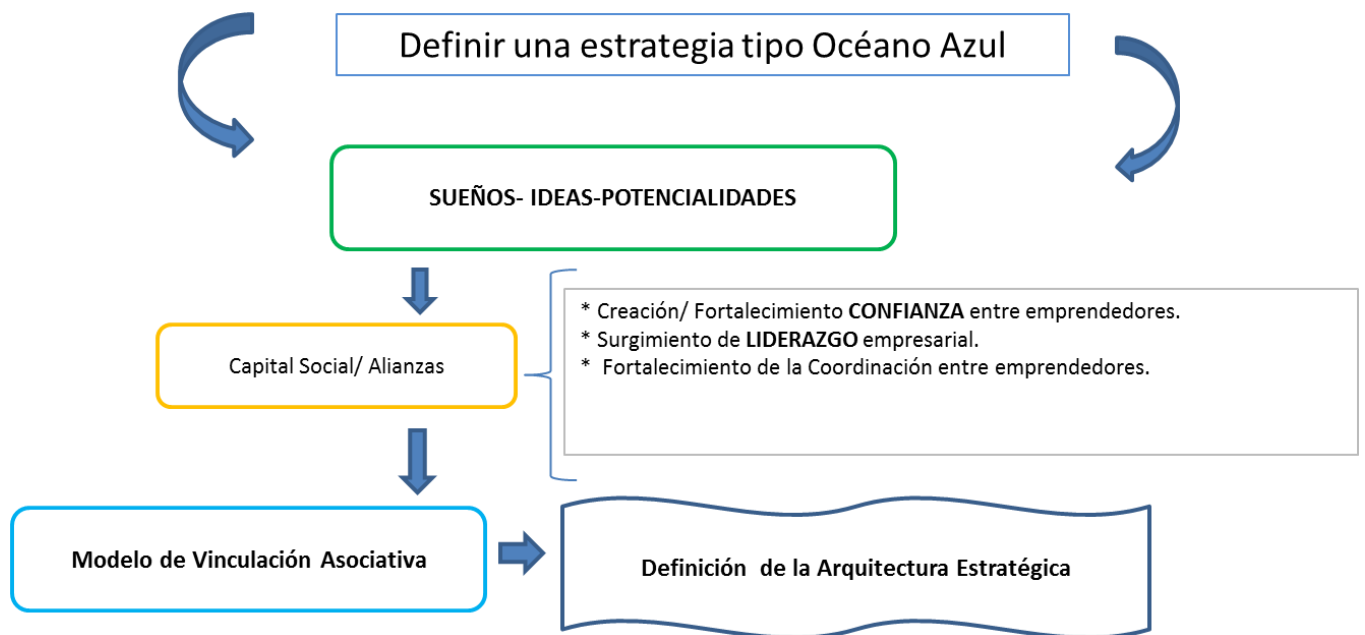 Definir una estrategia tipo Océano Azul
SUEÑOS- IDEAS-POTENCIALIDADES
Capital Social/ Alianzas
* Creación/ Fortalecimiento CONFIANZA entre emprendedores.
* Surgimiento de LIDERAZGO empresarial.
*  Fortalecimiento de la Coordinación entre emprendedores.
Modelo de Vinculación Asociativa
Definición  de la Arquitectura Estratégica